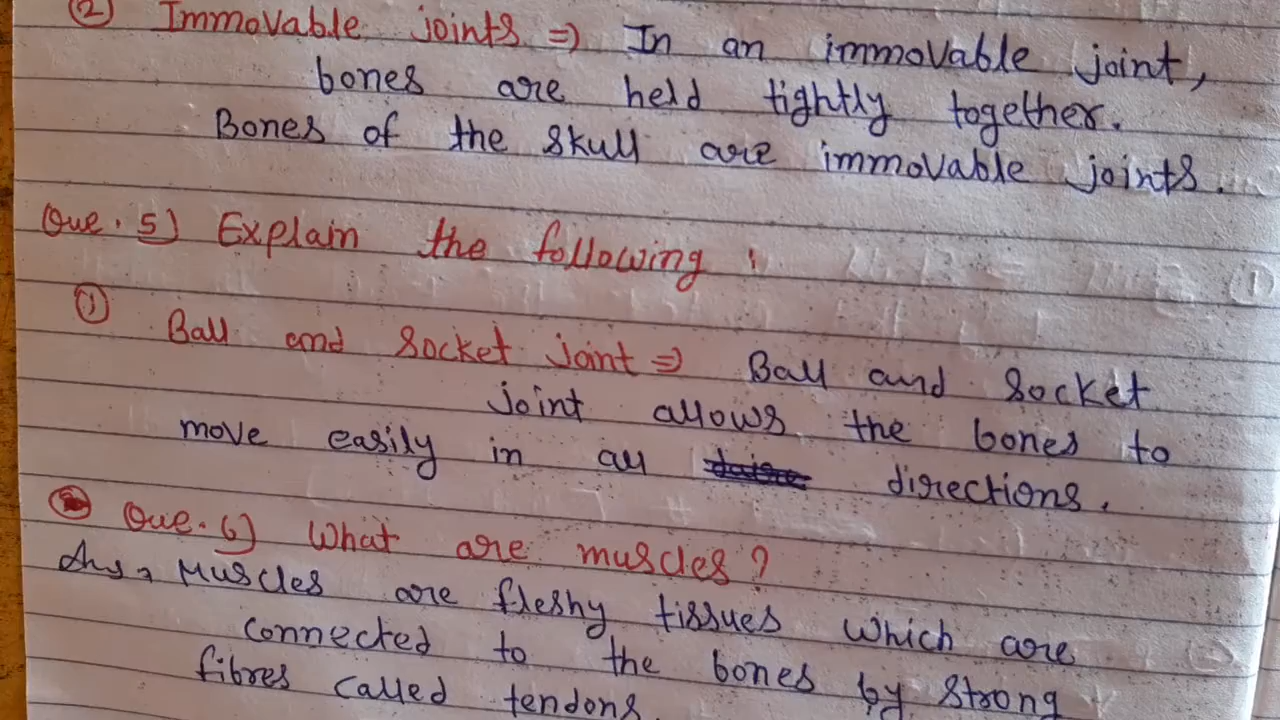 ② Immovable joints => In an immovable joint,
bones are held tightly together.
Bones of the skull are immovable joints.
Que. 5) Explain the following :
① Ball and Socket Joint => Ball and Socket
joint allows the bones to
move easily in all directions.
Que. 6) What are muscles?
Ans → Muscles are fleshy tissues which are
connected to the bones by strong
fibres called tendons.